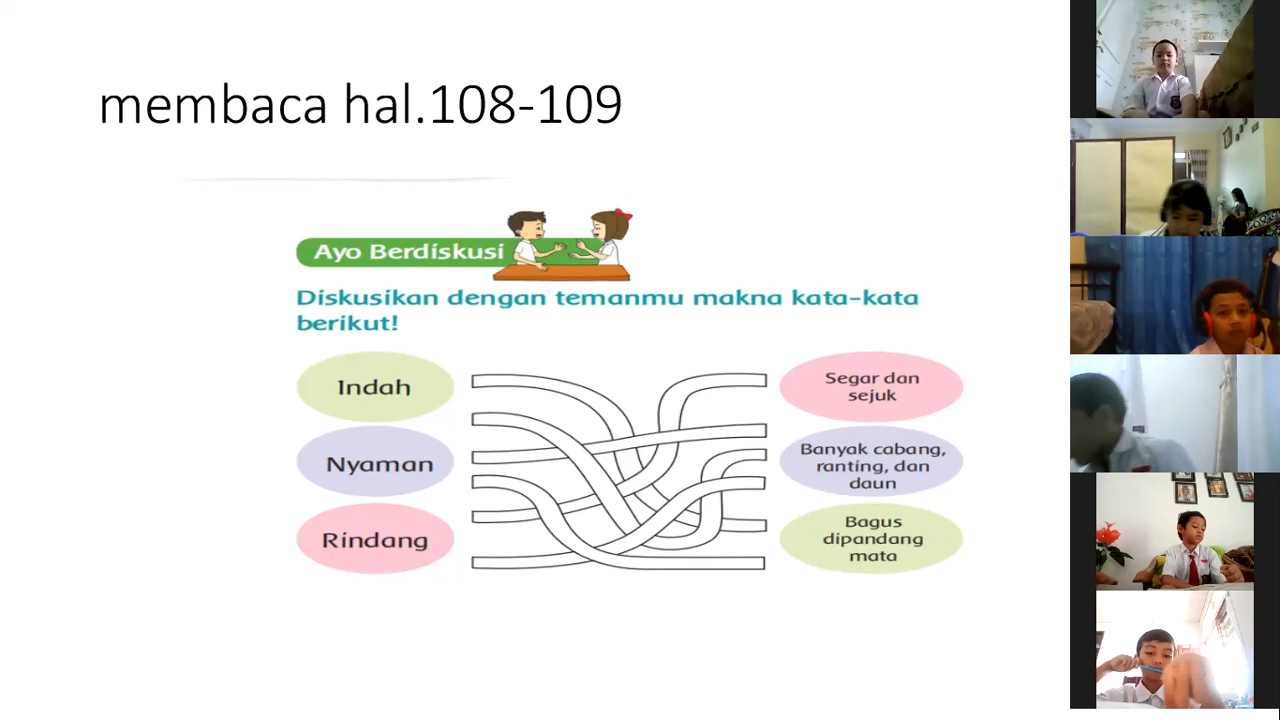 membaca hal.108-109
Ayo Berdiskusi
Diskusikan dengan temanmu makna kata-kata
berikut!
Indah
Nyaman
Rindang
Segar dan
sejuk
Banyak cabang,
ranting, dan
daun
Bagus
dipandang
mata